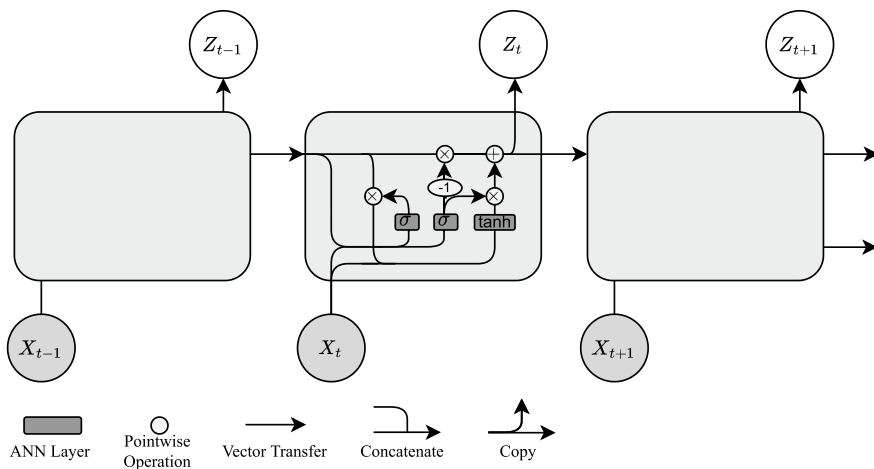 Z_{t-1}
Z_t
Z_{t+1}
×
+
×
-1
×
σ
σ
tanh
X_{t-1}
X_t
X_{t+1}
ANN Layer
Pointwise
Operation
Vector Transfer
Concatenate
Copy